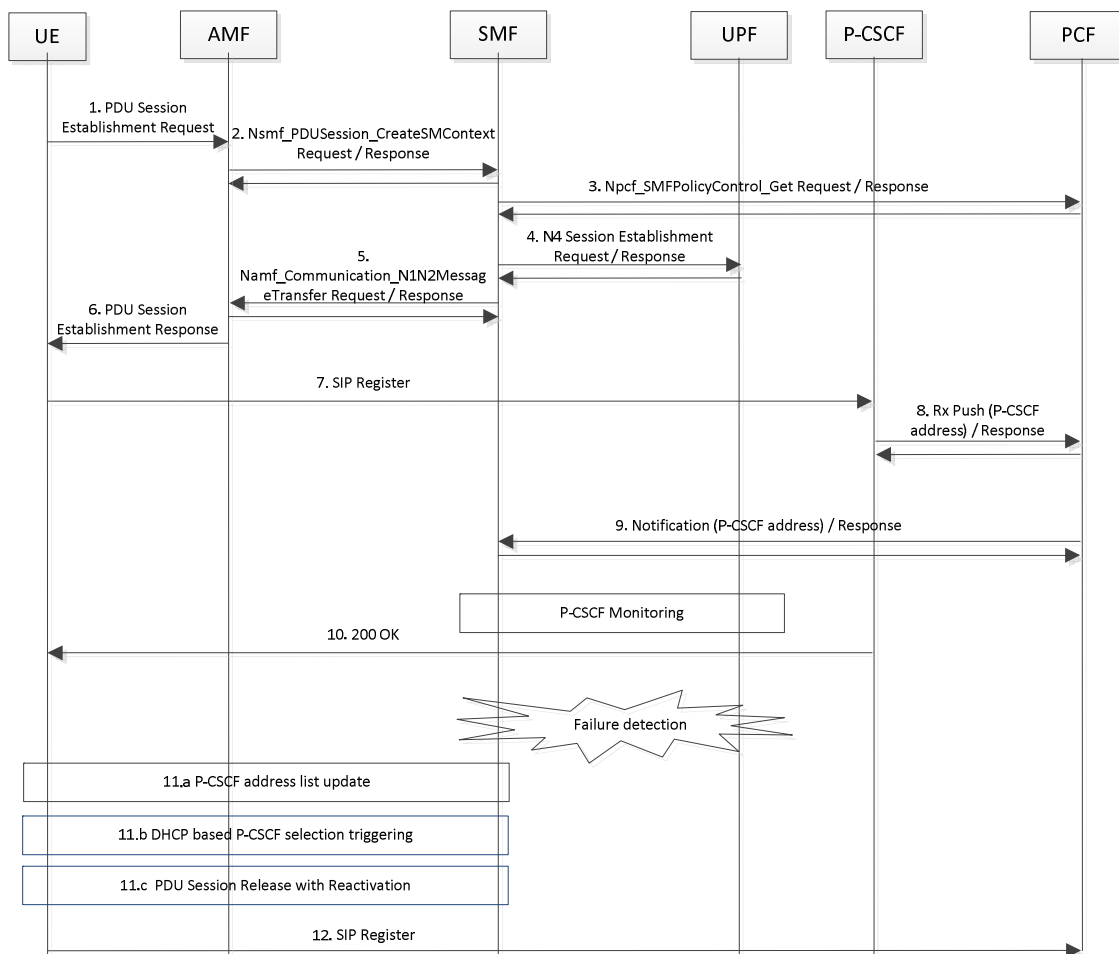 UE
AMF
SMF
UPF
P-CSCF
PCF
1. PDU Session
Establishment Request
2. Nsmf_PDUSession_CreateSMContext
Request / Response
3. Npcf_SMFPolicyControl_Get Request / Response
4. N4 Session Establishment
Request / Response
5.
Namf_Communication_N1N2Messag
eTransfer Request / Response
6. PDU Session
Establishment Response
7. SIP Register
8. Rx Push (P-CSCF
address) / Response
9. Notification (P-CSCF address) / Response
P-CSCF Monitoring
10. 200 OK
Failure detection
11.a P-CSCF address list update
11.b DHCP based P-CSCF selection triggering
11.c PDU Session Release with Reactivation
12. SIP Register